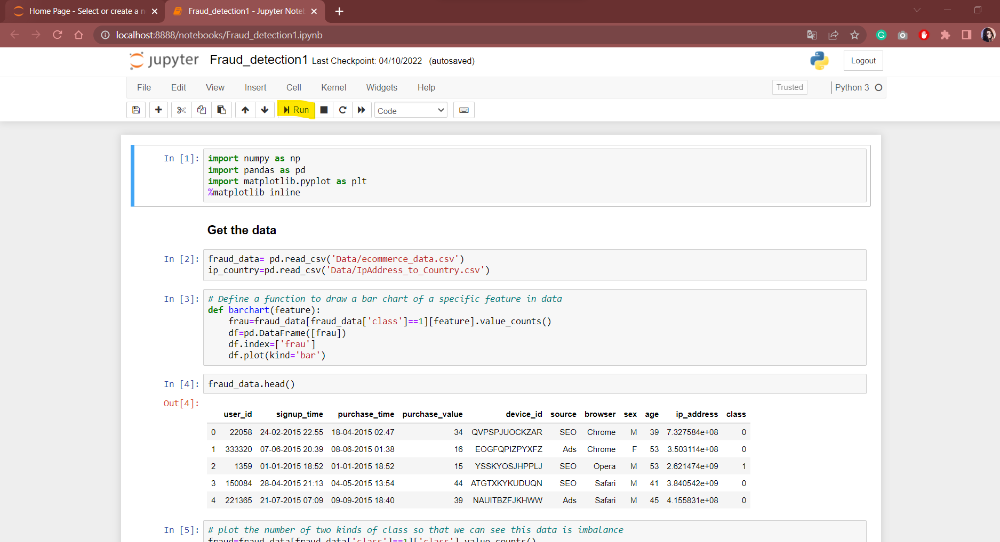 Home Page - Select or create a n
Fraud_detection1 - Jupyter Noteb
localhost:8888/notebooks/Fraud_detection1.ipynb
jupyter Fraud_detection1 Last Checkpoint: 04/10/2022 (autosaved)
Logout
File Edit View Insert Cell Kernel Widgets Help
Trusted
Python 3
Run
Code
In [1]: import numpy as np
import pandas as pd
import matplotlib.pyplot as plt
%matplotlib inline
Get the data
In [2]: fraud_data= pd.read_csv('Data/ecommerce_data.csv')
ip_country=pd.read_csv('Data/IpAddress_to_Country.csv')
In [3]: # Define a function to draw a bar chart of a specific feature in data
def barchart(feature):
    frau=fraud_data[fraud_data['class']==1][feature].value_counts()
    df=pd.DataFrame([frau])
    df.index=['frau']
    df.plot(kind='bar')
In [4]: fraud_data.head()
Out[4]:
user_id signup_time purchase_time purchase_value device_id source browser sex age ip_address class
0 22058 24-02-2015 22:55 18-04-2015 02:47 34 QVPSPJUOCKZAR SEO Chrome M 39 7.327584e+08 0
1 333320 07-06-2015 20:39 08-06-2015 01:38 16 EOGFQPIZPYXFZ Ads Chrome F 53 3.503114e+08 0
2 1359 01-01-2015 18:52 01-01-2015 18:52 15 YSSKYOSJHPPLJ SEO Opera M 53 2.621474e+09 1
3 150084 28-04-2015 21:13 04-05-2015 13:54 44 ATGTXKYKUDUQN SEO Safari M 41 3.840542e+09 0
4 221365 21-07-2015 07:09 09-09-2015 18:40 39 NAUITBZFJKHWW Ads Safari M 45 4.155831e+08 0
In [5]: # plot the number of two kinds of class so that we can see this data is imbalance
fraud=fraud_data[fraud_data['class']==1]['class'].value_counts()